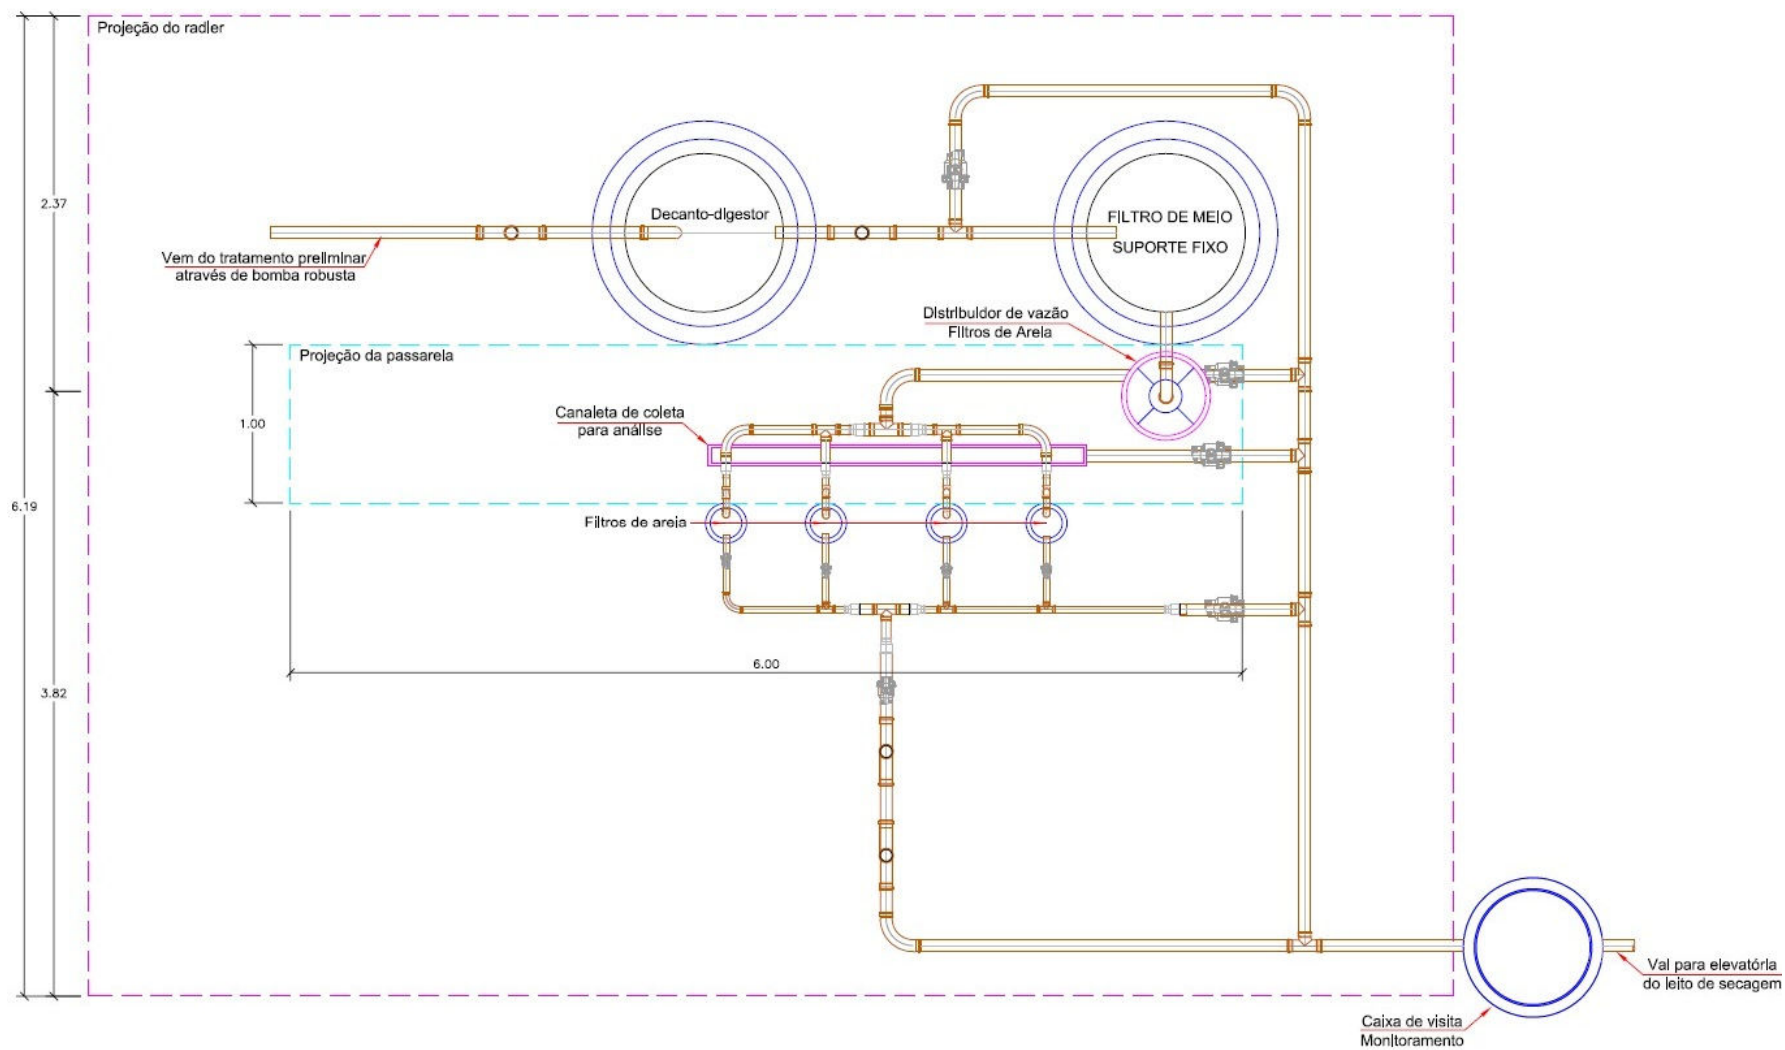 Projeção do radier
2.37
Decanto-digestor
FILTRO DE MEIO
SUPORTE FIXO
Vem do tratamento preliminar
através de bomba robusta
Distribuidor de vazão
Filtros de Areia
Projeção da passarela
1.00
Canaleta de coleta
para análise
6.19
Filtros de areia
6.00
3.82
Vai para elevatória
do leito de secagem
Caixa de visita
Monitoramento